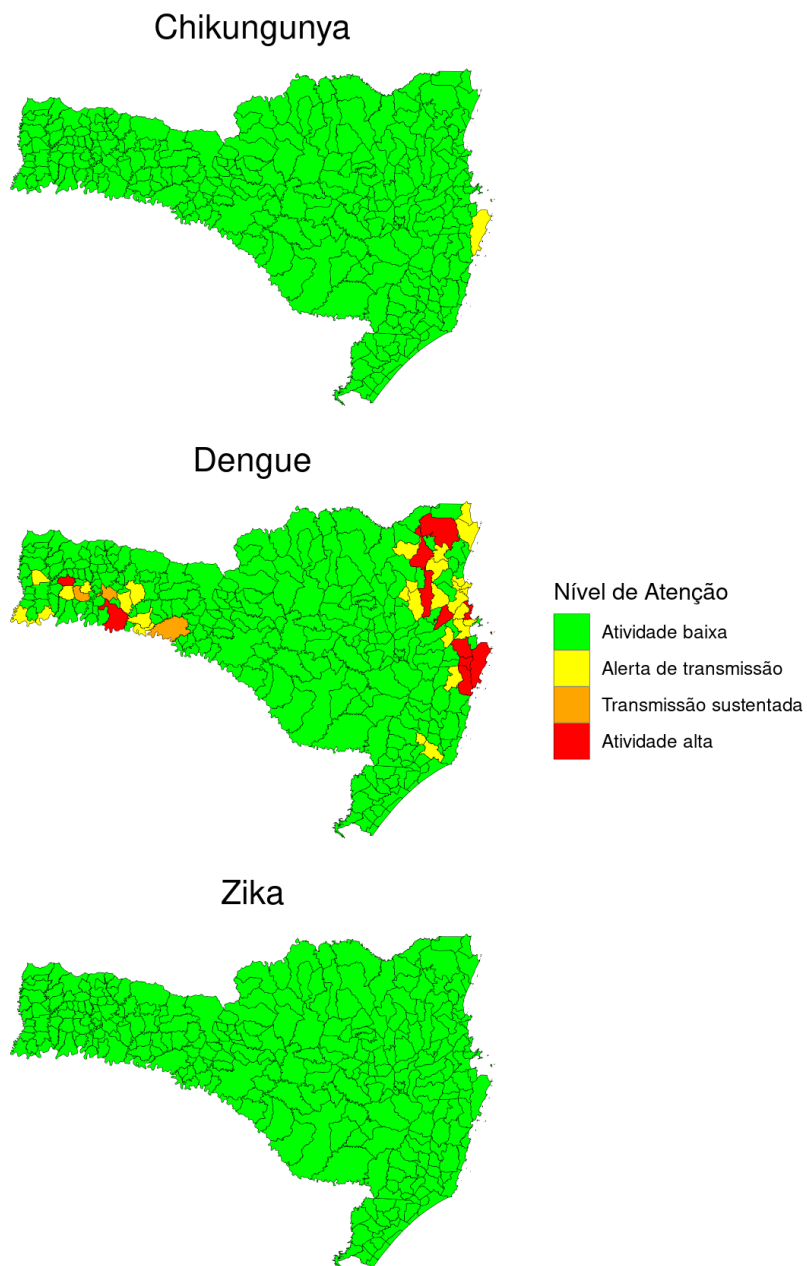 Chikungunya
Dengue
Nível de Atenção
Atividade baixa
Alerta de transmissão
Transmissão sustentada
Atividade alta
Zika